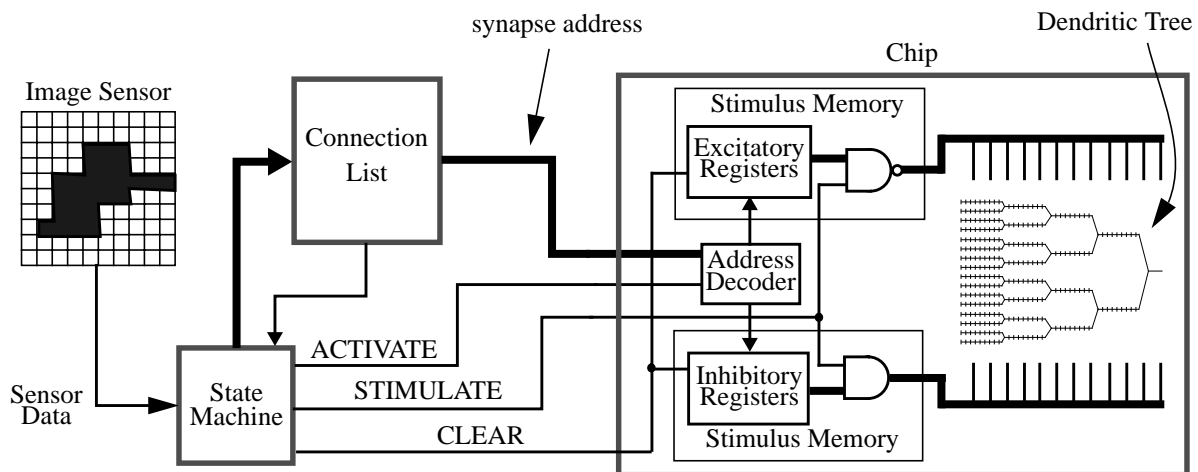 synapse address
Dendritic Tree
Chip
Image Sensor
Connection
List
Stimulus Memory
Excitatory
Registers
Address
Decoder
ACTIVATE
STIMULATE
CLEAR
Sensor
Data
State
Machine
Inhibitory
Registers
Stimulus Memory